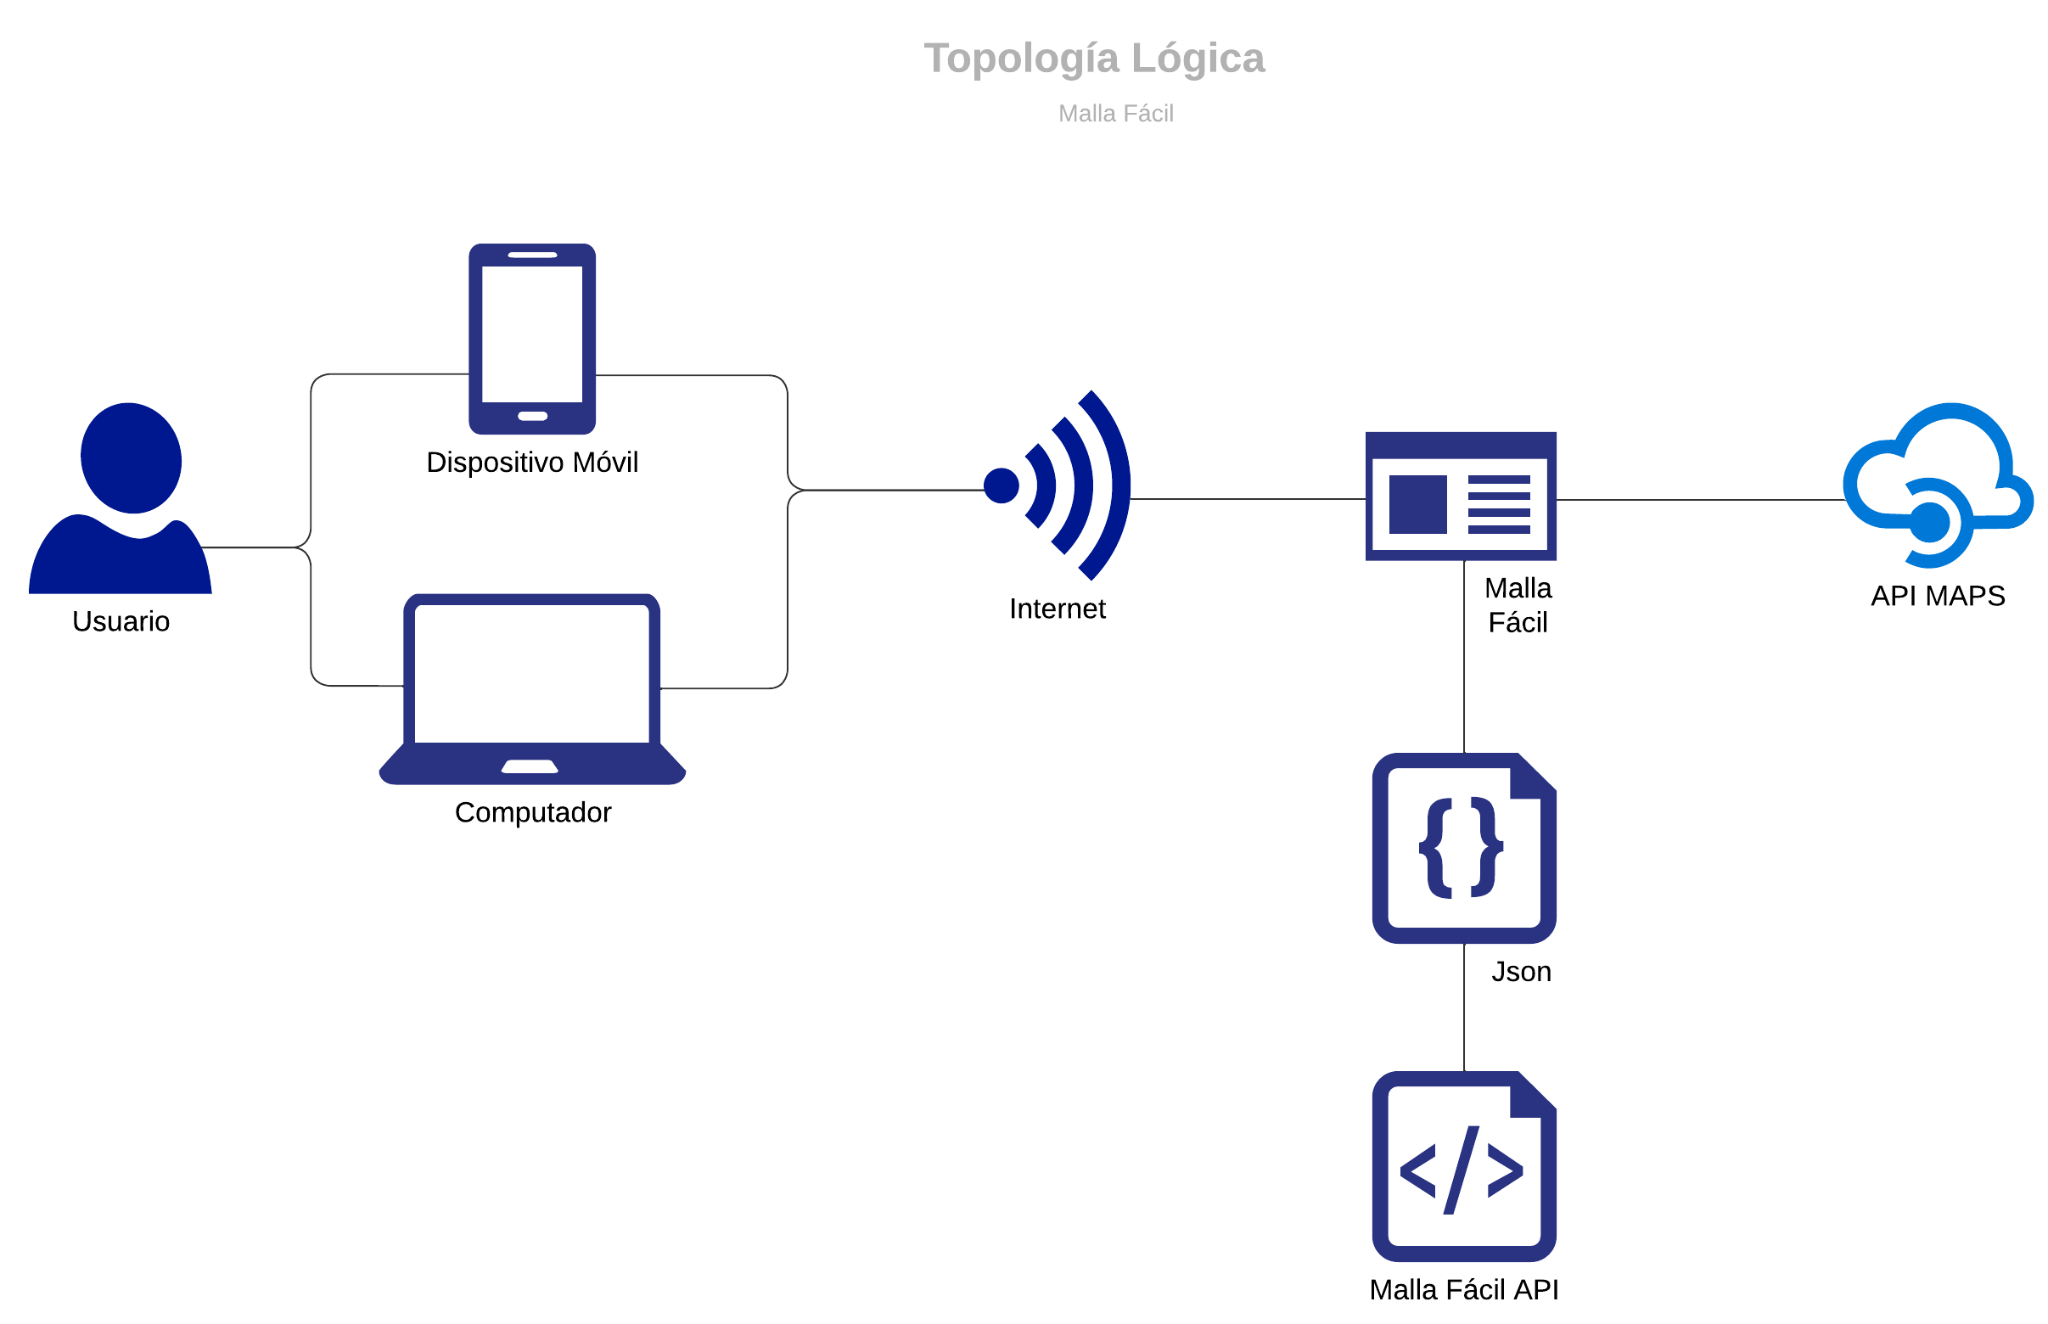 Topología Lógica
Malla Fácil
Dispositivo Móvil
Usuario
Computador
Internet
Malla
Fácil
API MAPS
{ }
Json
</>
Malla Fácil API